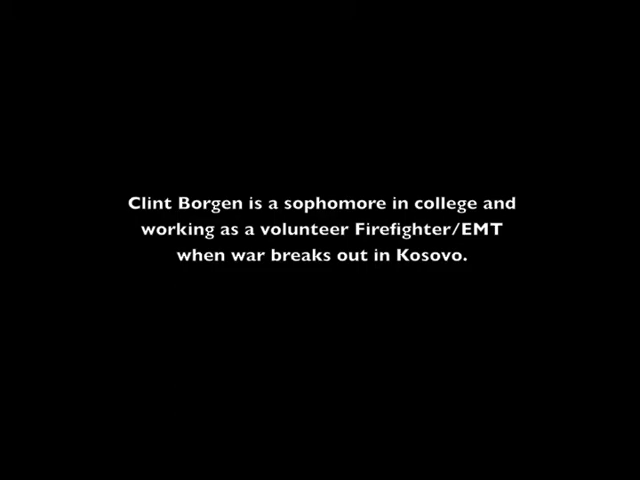 Clint Borgen is a sophomore in college and
working as a volunteer Firefighter/EMT
when war breaks out in Kosovo.